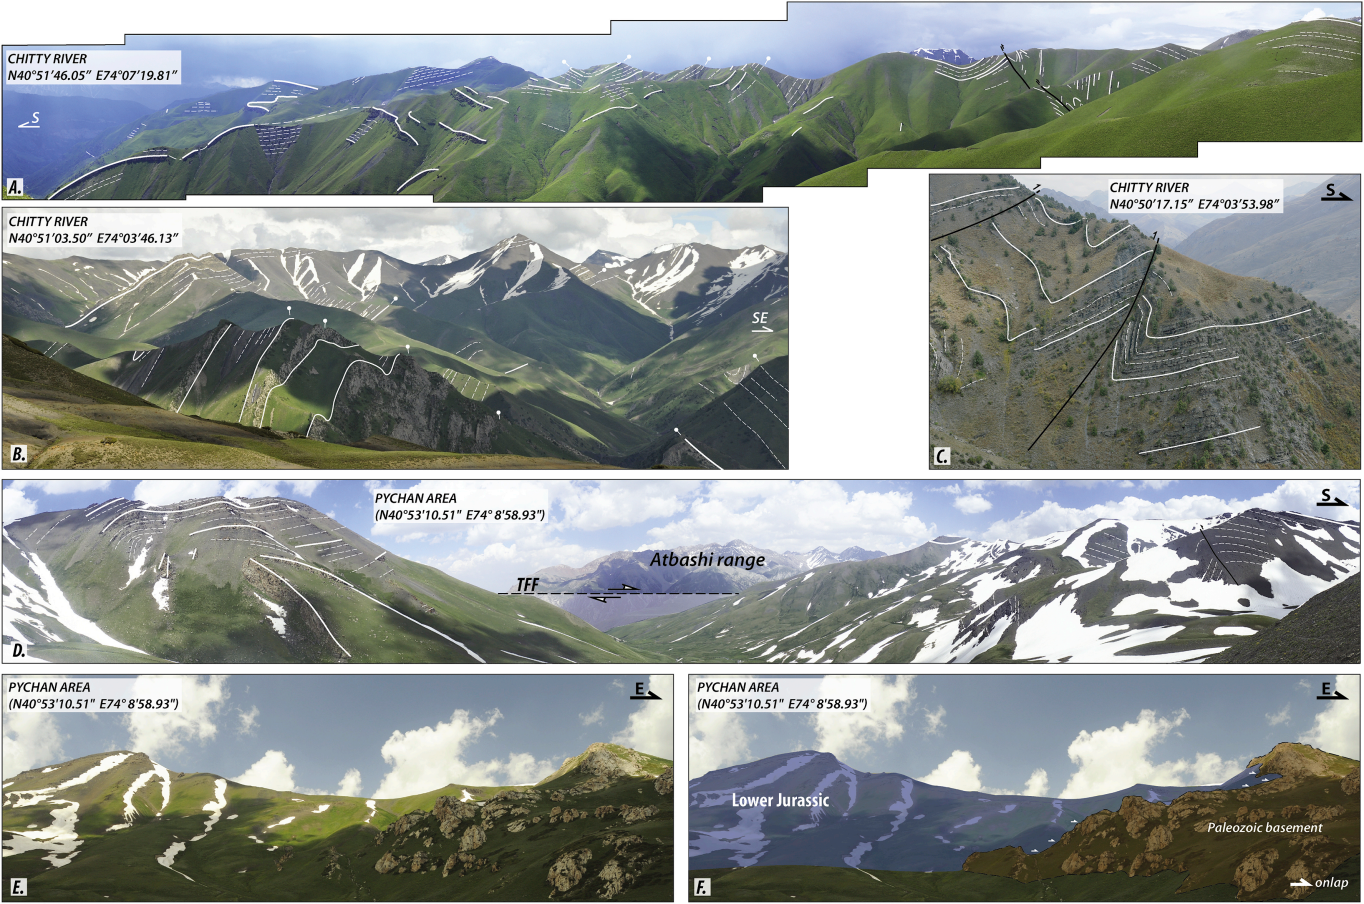 CHITTY RIVER
N40°51’46.05” E74°07’19.81”
S
A.
CHITTY RIVER
N40°51’03.50” E74°03’46.13”
SE
B.
CHITTY RIVER
N40°50’17.15” E74°03’53.98”
S
C.
PYCHAN AREA
(N40°53'10.51" E74° 8'58.93")
S
Atbashi range
TFF
D.
PYCHAN AREA
(N40°53'10.51" E74° 8'58.93")
E
E.
PYCHAN AREA
(N40°53'10.51" E74° 8'58.93")
E
Lower Jurassic
Paleozoic basement
onlap
F.